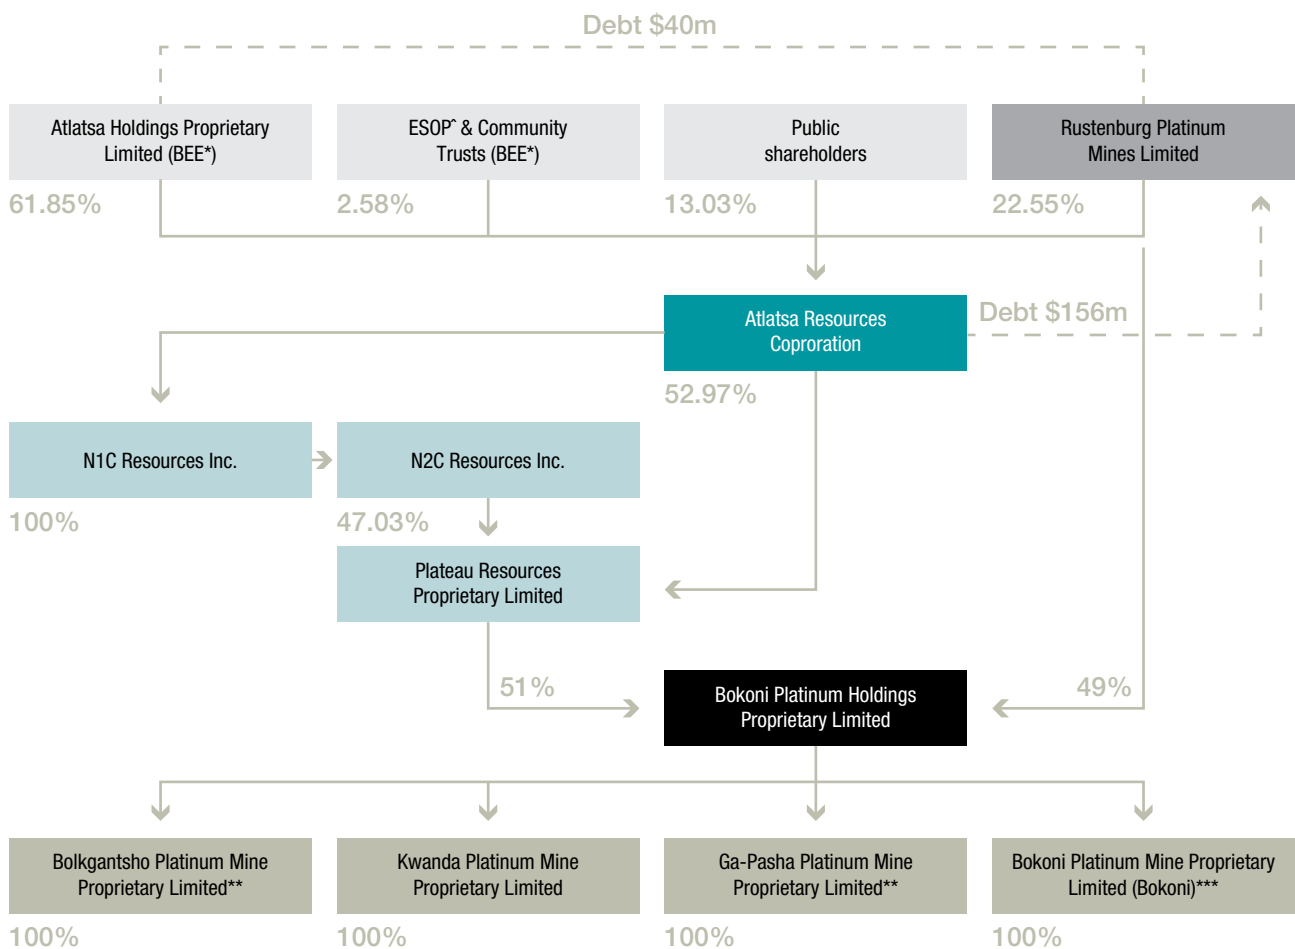 Debt $40m
Atlatsa Holdings Proprietary
Limited (BEE*)
ESOPˆ & Community
Trusts (BEE*)
Public
shareholders
Rustenburg Platinum
Mines Limited
61.85%
2.58%
13.03%
22.55%
Atlatsa Resources
Coproration
Debt $156m
52.97%
N1C Resources Inc.
N2C Resources Inc.
100%
47.03%
Plateau Resources
Proprietary Limited
51%
Bokoni Platinum Holdings
Proprietary Limited
49%
Bolkgantsho Platinum Mine
Proprietary Limited**
Kwanda Platinum Mine
Proprietary Limited
Ga-Pasha Platinum Mine
Proprietary Limited**
Bokoni Platinum Mine Proprietary
Limited (Bokoni)***
100%
100%
100%
100%